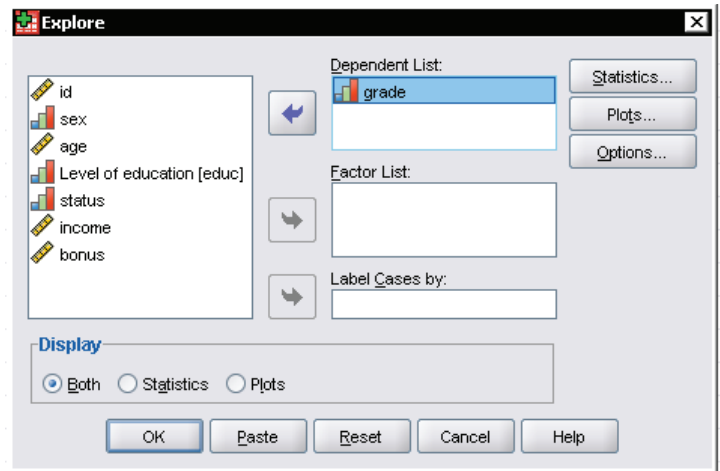 Explore
id
sex
age
Level of education [educ]
status
income
bonus
Dependent List:
grade
Factor List:
Label Cases by:
Statistics...
Plots...
Options...
Display
Both Statistics Plots
OK Paste Reset Cancel Help